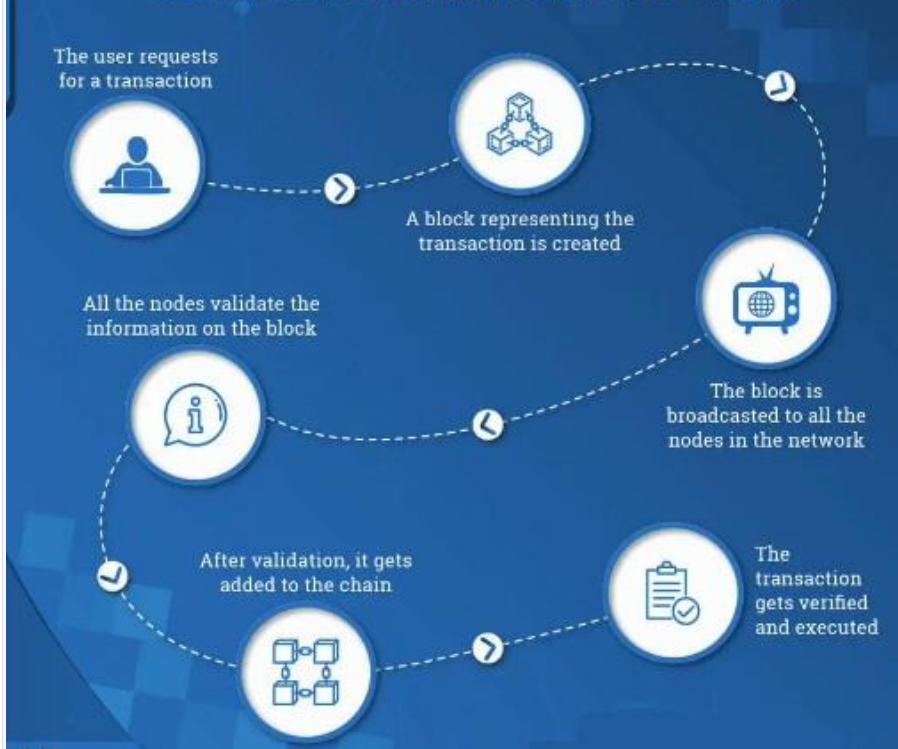 The user requests
for a transaction
A block representing the
transaction is created
The block is
broadcasted to all the
nodes in the network
All the nodes validate the
information on the block
i
After validation, it gets
added to the chain
The
transaction
gets verified
and executed